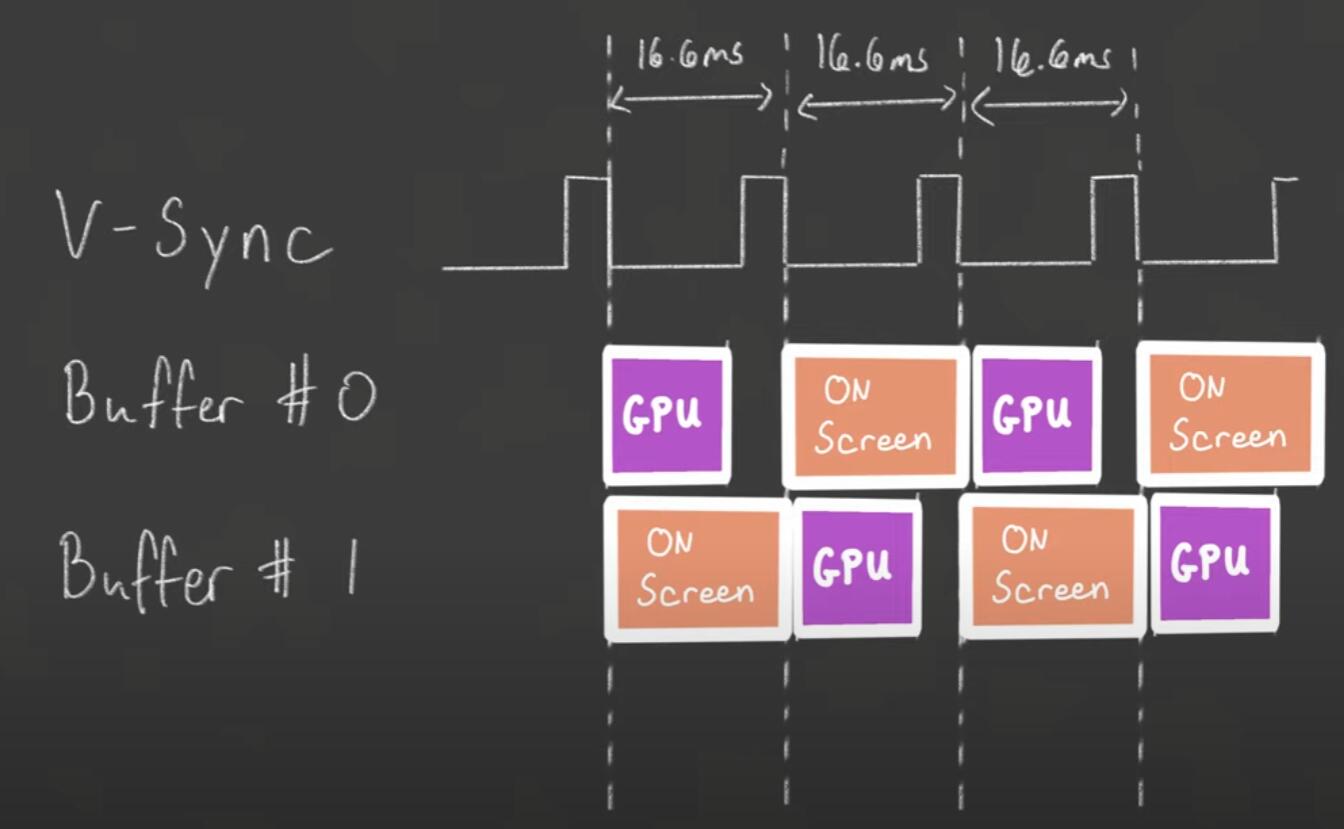 16.6ms 16.6ms 16.6ms
V-Sync
Buffer #0
GPU
ON
Screen
GPU
ON
Screen
Buffer # 1
ON
Screen
GPU
ON
Screen
GPU